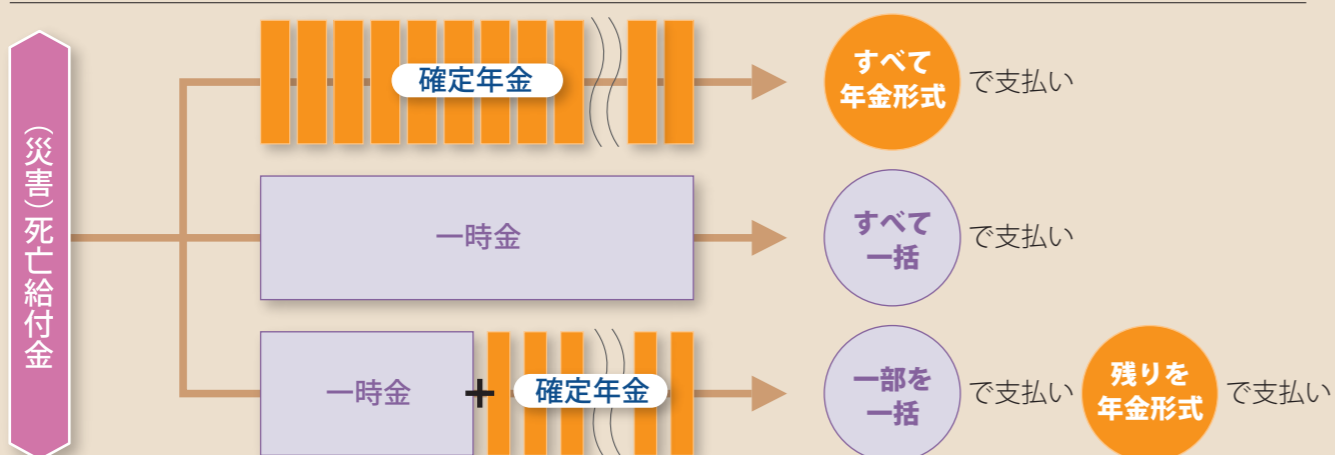 （災害）死亡給付金
確定年金
すべて
年金形式
で支払い
一時金
すべて
一括
で支払い
一時金
+
確定年金
一部を
一括
で支払い
残りを
年金形式
で支払い